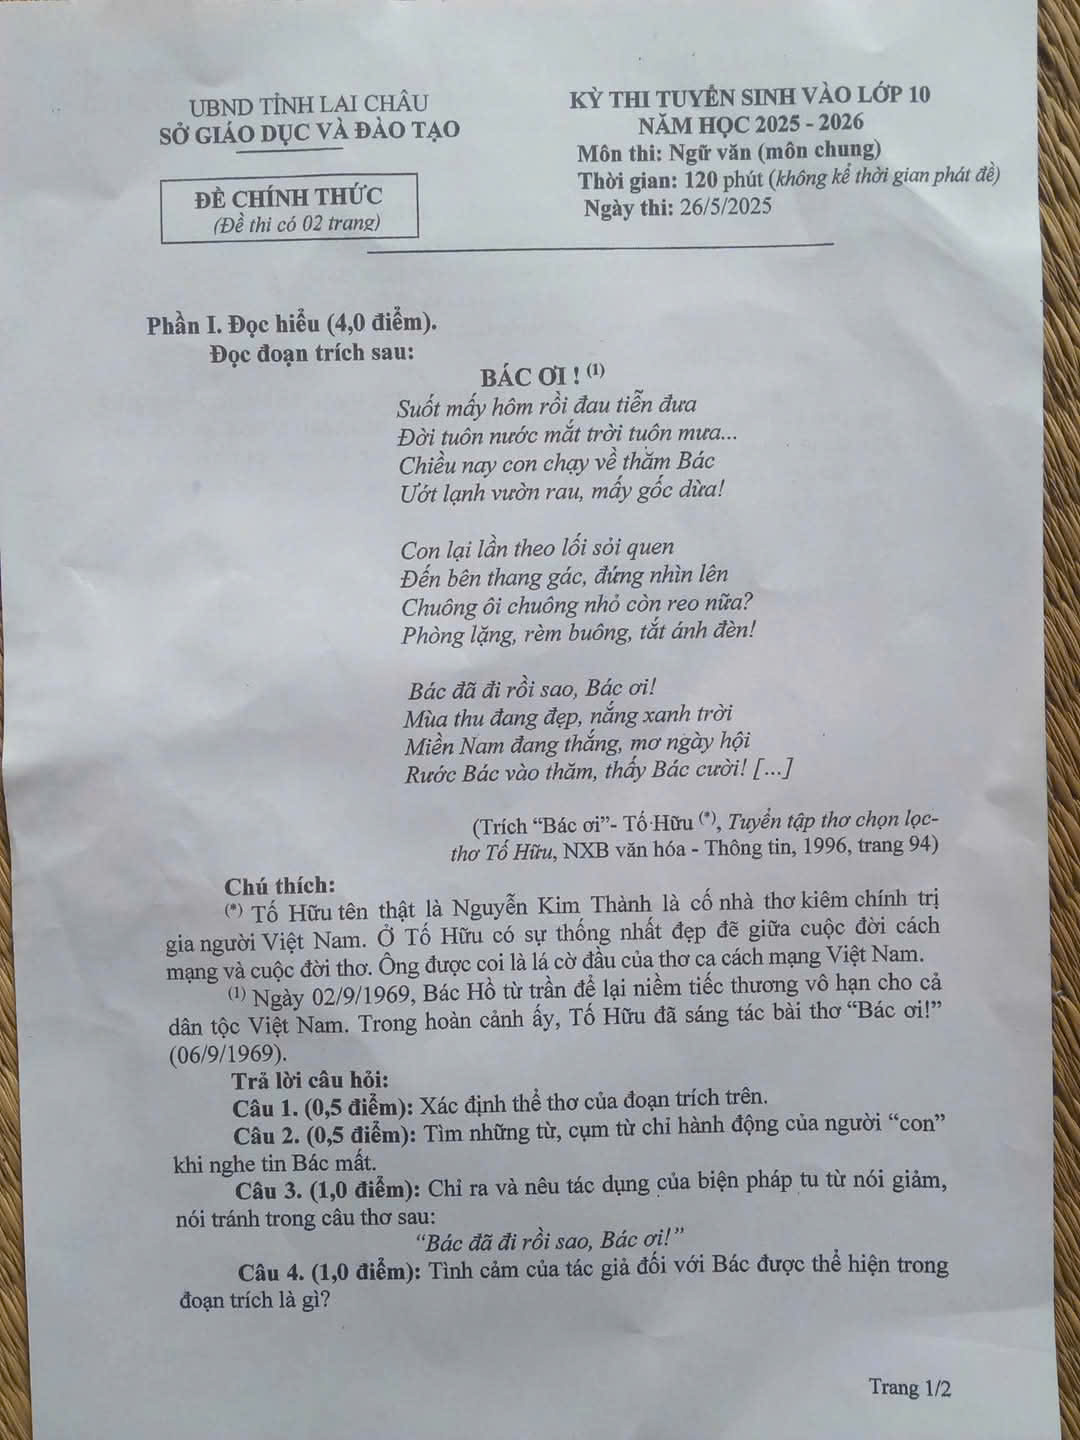 UBND TỈNH LAI CHÂU
SỞ GIÁO DỤC VÀ ĐÀO TẠO
ĐỀ CHÍNH THỨC
(Đề thi có 02 trang)
KỲ THI TUYỂN SINH VÀO LỚP 10
NĂM HỌC 2025 - 2026
Môn thi: Ngữ văn (môn chung)
Thời gian: 120 phút (không kể thời gian phát đề)
Ngày thi: 26/5/2025
Phần I. Đọc hiểu (4,0 điểm).
Đọc đoạn trích sau:
BÁC ƠI ! (1)
Suốt mấy hôm rồi đau tiễn đưa
Đời tuôn nước mắt trời tuôn mưa...
Chiều nay con chạy về thăm Bác
Ướt lạnh vườn rau, mấy gốc dừa!
Con lại lần theo lối sỏi quen
Đến bên thang gác, đứng nhìn lên
Chuông ôi chuông nhỏ còn reo nữa?
Phòng lặng, rèm buông, tắt ánh đèn!
Bác đã đi rồi sao, Bác ơi!
Mùa thu đang đẹp, nắng xanh trời
Miền Nam đang thắng, mơ ngày hội
Rước Bác vào thăm, thấy Bác cười! [...]
(Trích “Bác ơi”- Tố Hữu (*), Tuyển tập thơ chọn lọc-
thơ Tố Hữu, NXB văn hóa - Thông tin, 1996, trang 94)
Chú thích:
(*) Tố Hữu tên thật là Nguyễn Kim Thành là cố nhà thơ kiêm chính trị
gia người Việt Nam. Ở Tố Hữu có sự thống nhất đẹp đẽ giữa cuộc đời cách
mạng và cuộc đời thơ. Ông được coi là lá cờ đầu của thơ ca cách mạng Việt Nam.
(1) Ngày 02/9/1969, Bác Hồ từ trần để lại niềm tiếc thương vô hạn cho cả
dân tộc Việt Nam. Trong hoàn cảnh ấy, Tố Hữu đã sáng tác bài thơ “Bác ơi!”
(06/9/1969).
Trả lời câu hỏi:
Câu 1. (0,5 điểm): Xác định thể thơ của đoạn trích trên.
Câu 2. (0,5 điểm): Tìm những từ, cụm từ chỉ hành động của người “con”
khi nghe tin Bác mất.
Câu 3. (1,0 điểm): Chỉ ra và nêu tác dụng của biện pháp tu từ nói giảm,
nói tránh trong câu thơ sau:
“Bác đã đi rồi sao, Bác ơi!”
Câu 4. (1,0 điểm): Tình cảm của tác giả đối với Bác được thể hiện trong
đoạn trích là gì?
Trang 1/2